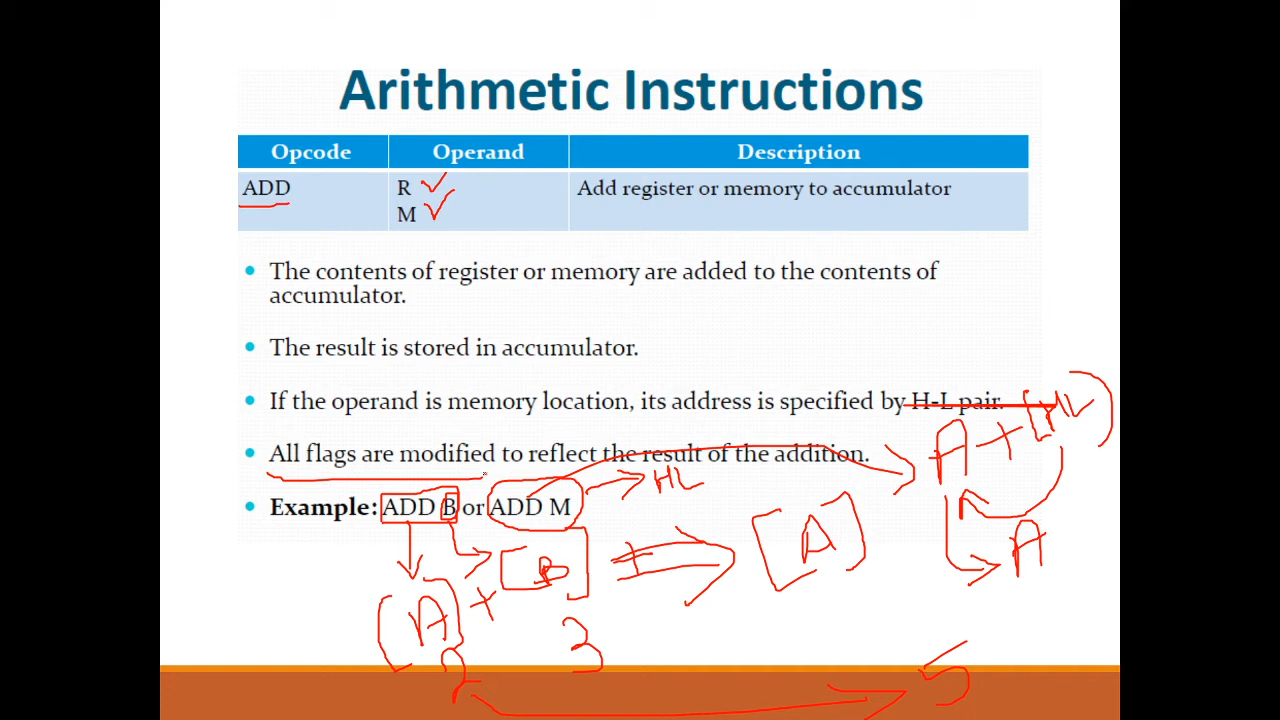 Arithmetic Instructions
Opcode Operand Description
ADD R Add register or memory to accumulator
M
The contents of register or memory are added to the contents of
accumulator.
The result is stored in accumulator.
If the operand is memory location, its address is specified by H-L pair.
All flags are modified to reflect the result of the addition.
A + [HL]
Example: ADD B or ADD M
HL
[A] + [B] ⇒ [A]
A
2 3 5